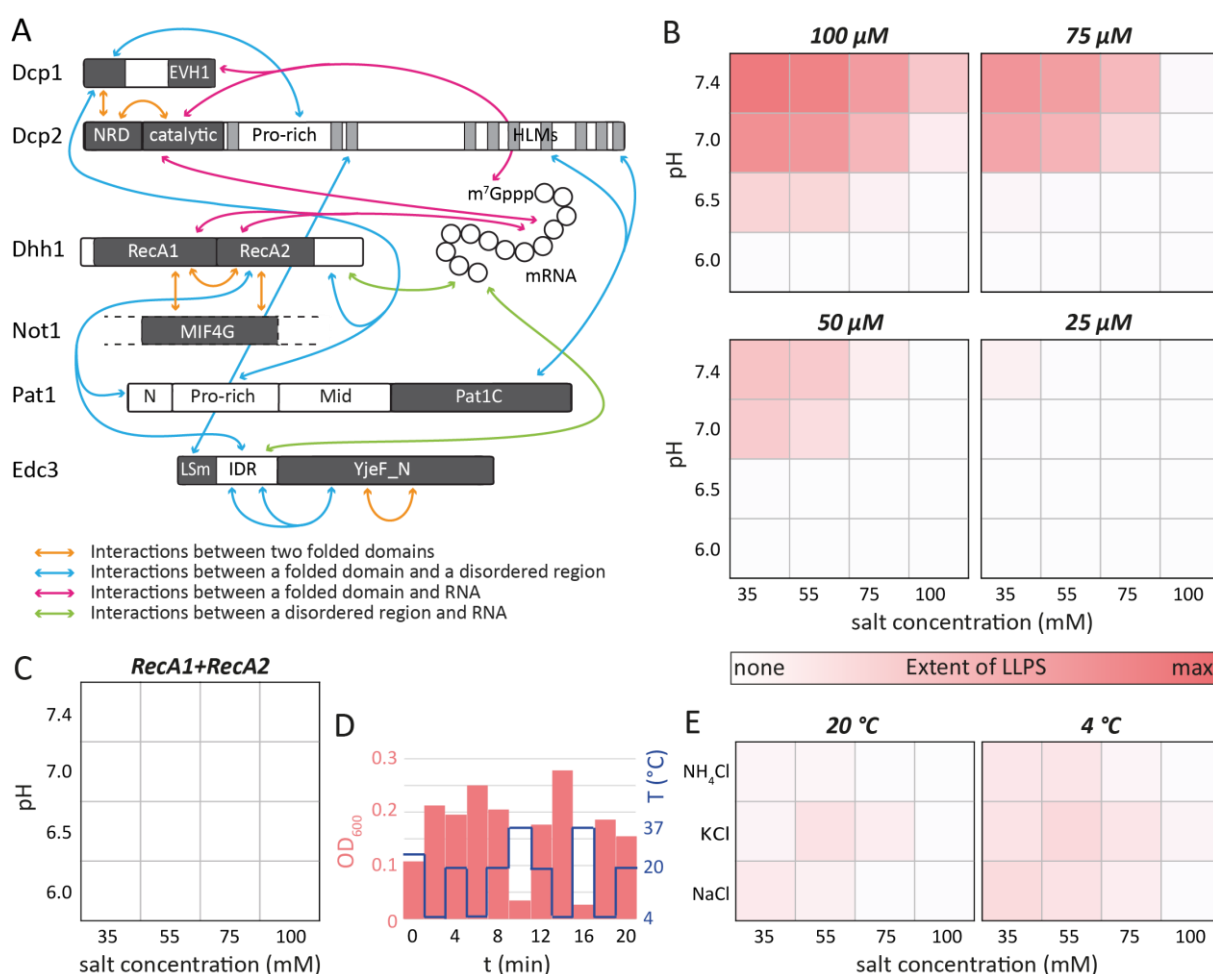 A
Dcp1
EVH1
Dcp2
NRD catalytic Pro-rich HLMs
m⁷Gppp
mRNA
Dhh1
RecA1 RecA2
Not1
MIF4G
Pat1
N Pro-rich Mid Pat1C
Edc3
LSm IDR YjeF_N
Interactions between two folded domains
Interactions between a folded domain and a disordered region
Interactions between a folded domain and RNA
Interactions between a disordered region and RNA
B
100 μM 75 μM
pH
7.4
7.0
6.5
6.0
50 μM 25 μM
pH
7.4
7.0
6.5
6.0
35 55 75 100 35 55 75 100
salt concentration (mM)
none Extent of LLPS max
C
RecA1+RecA2
pH
7.4
7.0
6.5
6.0
35 55 75 100
salt concentration (mM)
D
OD₆₀₀
0.3
0.2
0.1
0
T (°C)
37
20
4
0 4 8 12 16 20
t (min)
E
20 °C 4 °C
NH₄Cl
KCl
NaCl
35 55 75 100 35 55 75 100
salt concentration (mM)